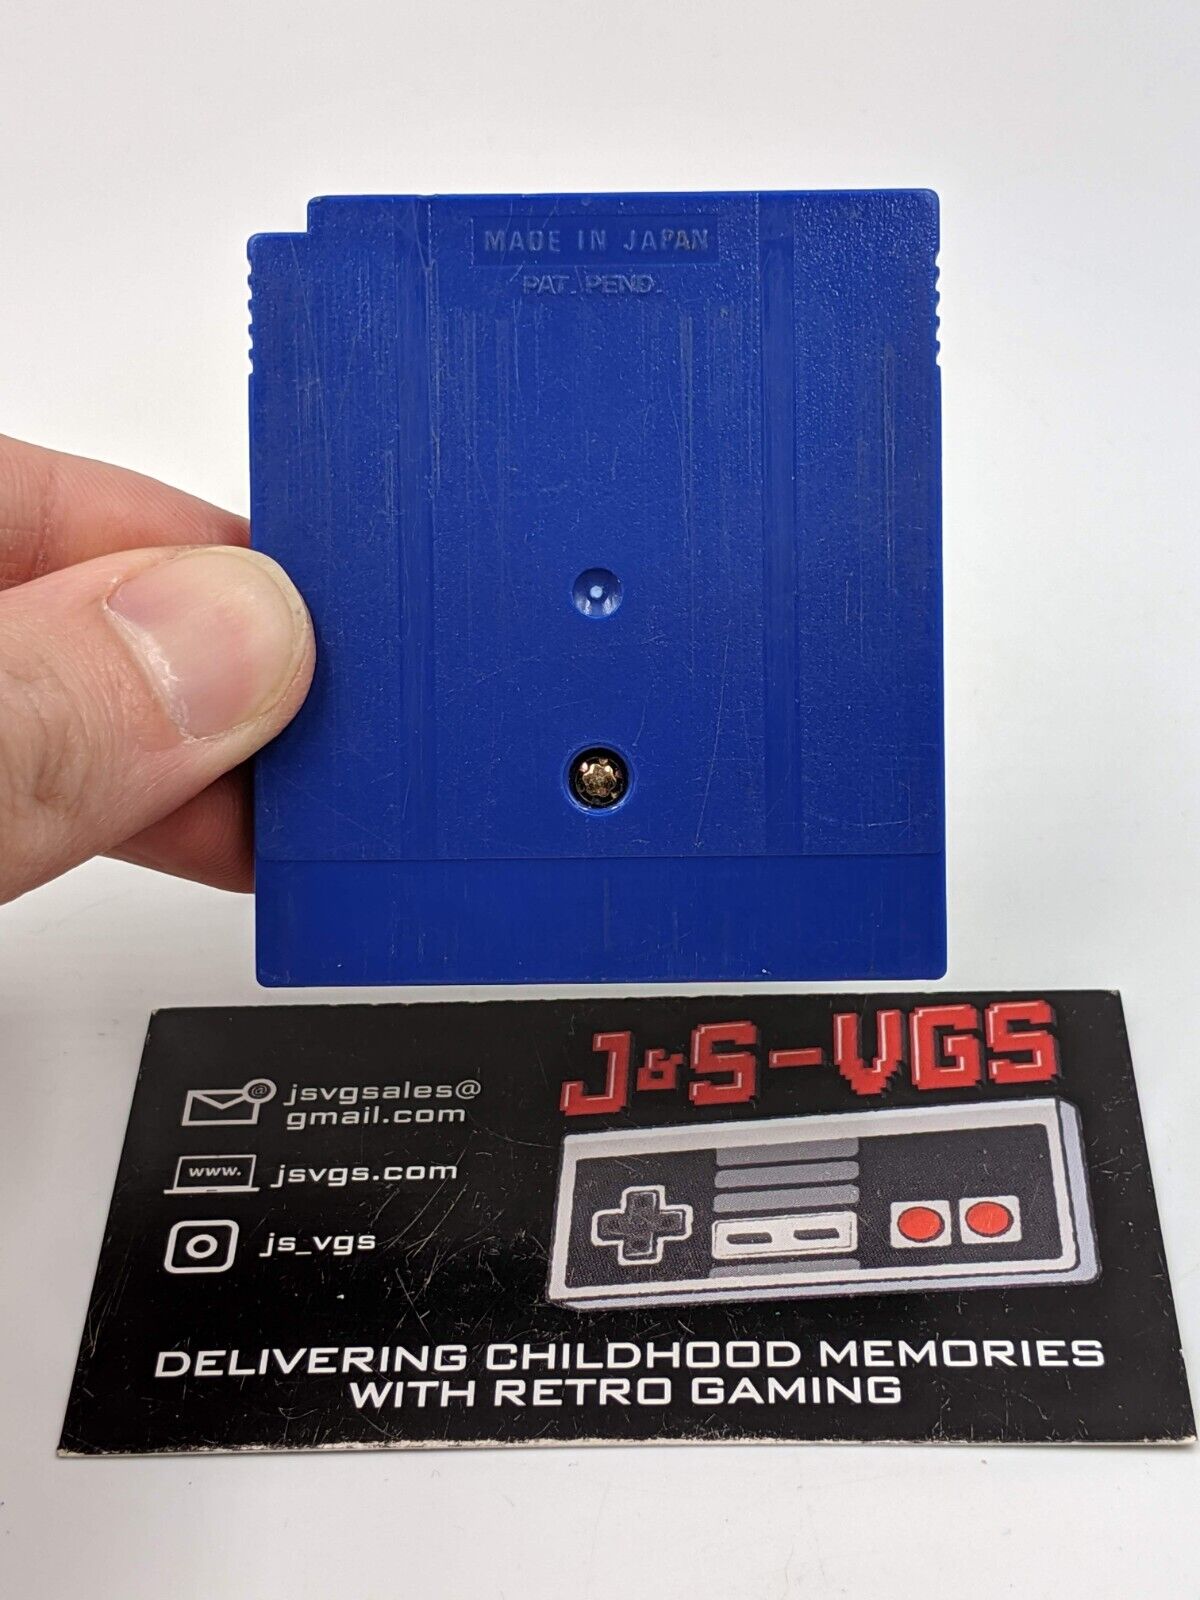 MADE IN JAPAN
PAT. PEND.
J&S-VGS
@
jsvgsales@
gmail.com
www.
jsvgs.com
js_vgs
DELIVERING CHILDHOOD MEMORIES
WITH RETRO GAMING